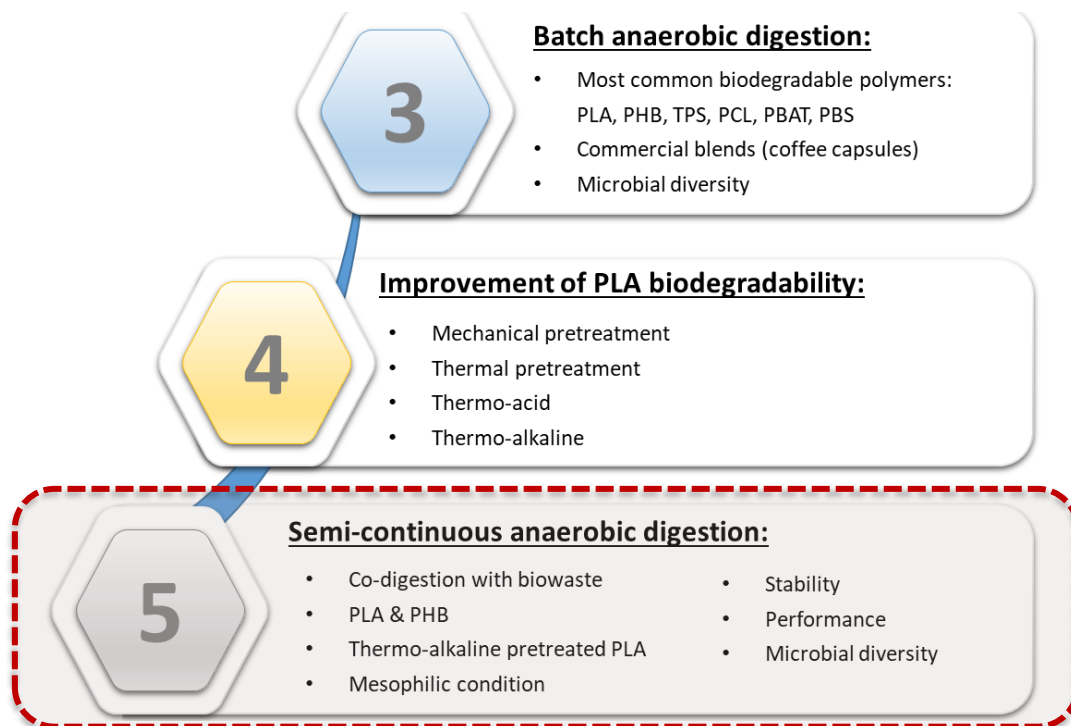 3
Batch anaerobic digestion:
• Most common biodegradable polymers:
PLA, PHB, TPS, PCL, PBAT, PBS
• Commercial blends (coffee capsules)
• Microbial diversity
4
Improvement of PLA biodegradability:
• Mechanical pretreatment
• Thermal pretreatment
• Thermo-acid
• Thermo-alkaline
5
Semi-continuous anaerobic digestion:
• Co-digestion with biowaste
• PLA & PHB
• Thermo-alkaline pretreated PLA
• Mesophilic condition
• Stability
• Performance
• Microbial diversity